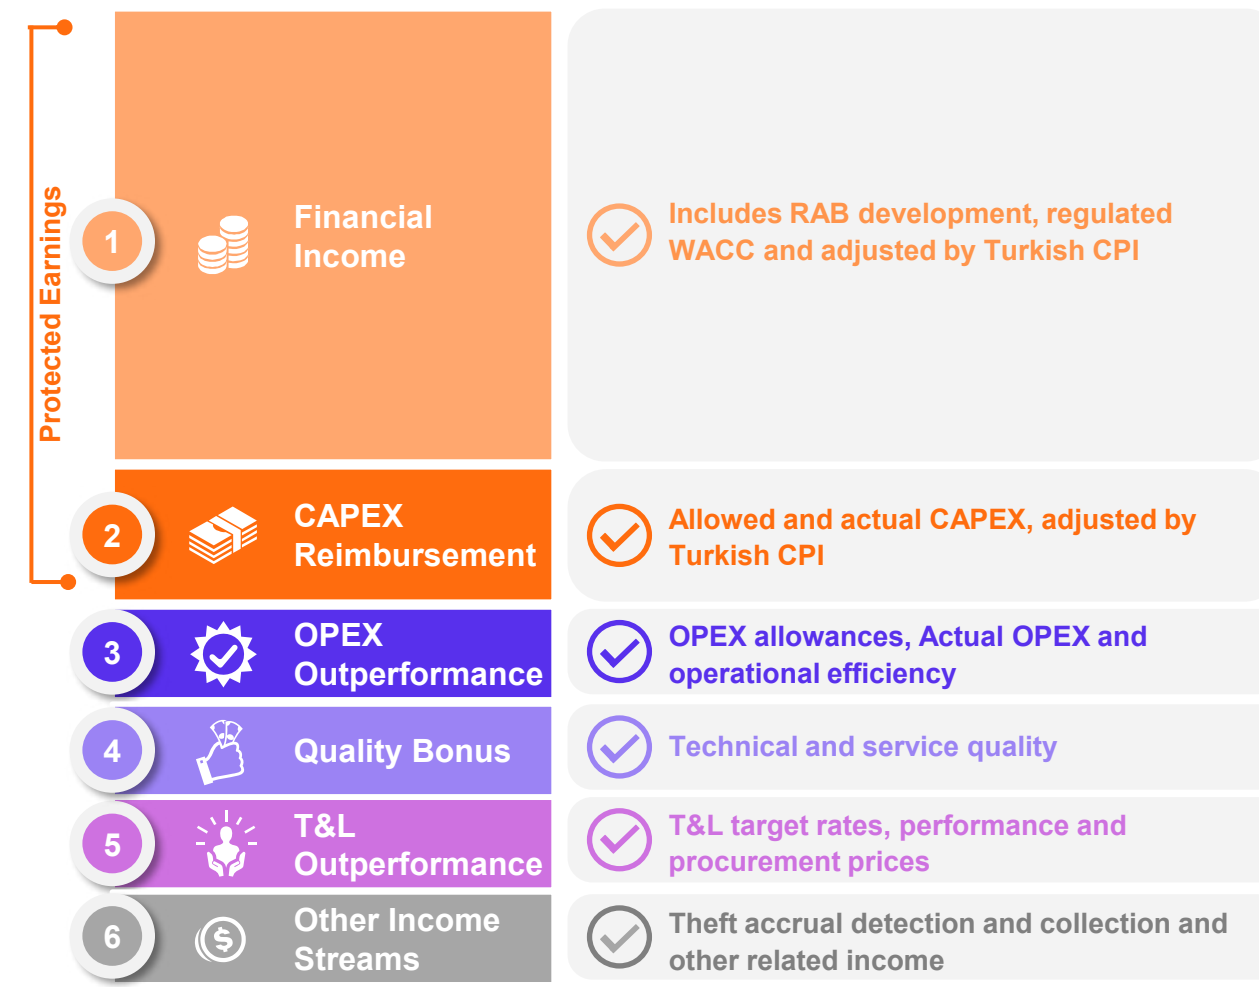 Protected Earnings
1
Financial
Income
Includes RAB development, regulated
WACC and adjusted by Turkish CPI
2
CAPEX
Reimbursement
Allowed and actual CAPEX, adjusted by
Turkish CPI
3
OPEX
Outperformance
OPEX allowances, Actual OPEX and
operational efficiency
4
Quality Bonus
Technical and service quality
5
T&L
Outperformance
T&L target rates, performance and
procurement prices
6
$
Other Income
Streams
Theft accrual detection and collection and
other related income